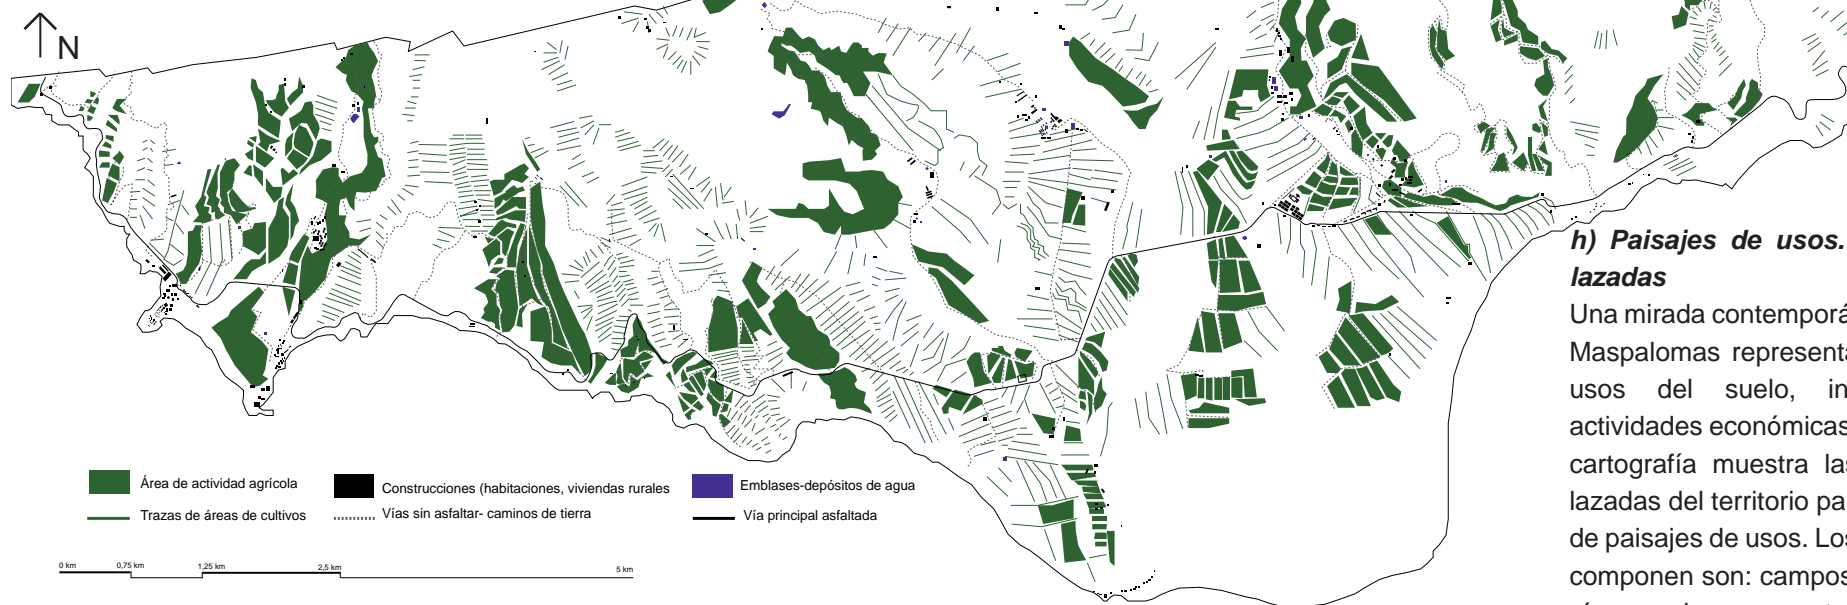 N
Área de actividad agrícola
Trazas de áreas de cultivos
Construcciones (habitaciones, viviendas rurales
Vías sin asfaltar- caminos de tierra
Emblases-depósitos de agua
Vía principal asfaltada
0 km 0,75 km 1,25 km 2,5 km 5 km
h) Paisajes de usos.
lazadas
Una mirada contemporá
Maspalomas representa
usos del suelo, in
actividades económicas
cartografía muestra las
lazadas del territorio pa
de paisajes de usos. Los
componen son: campos